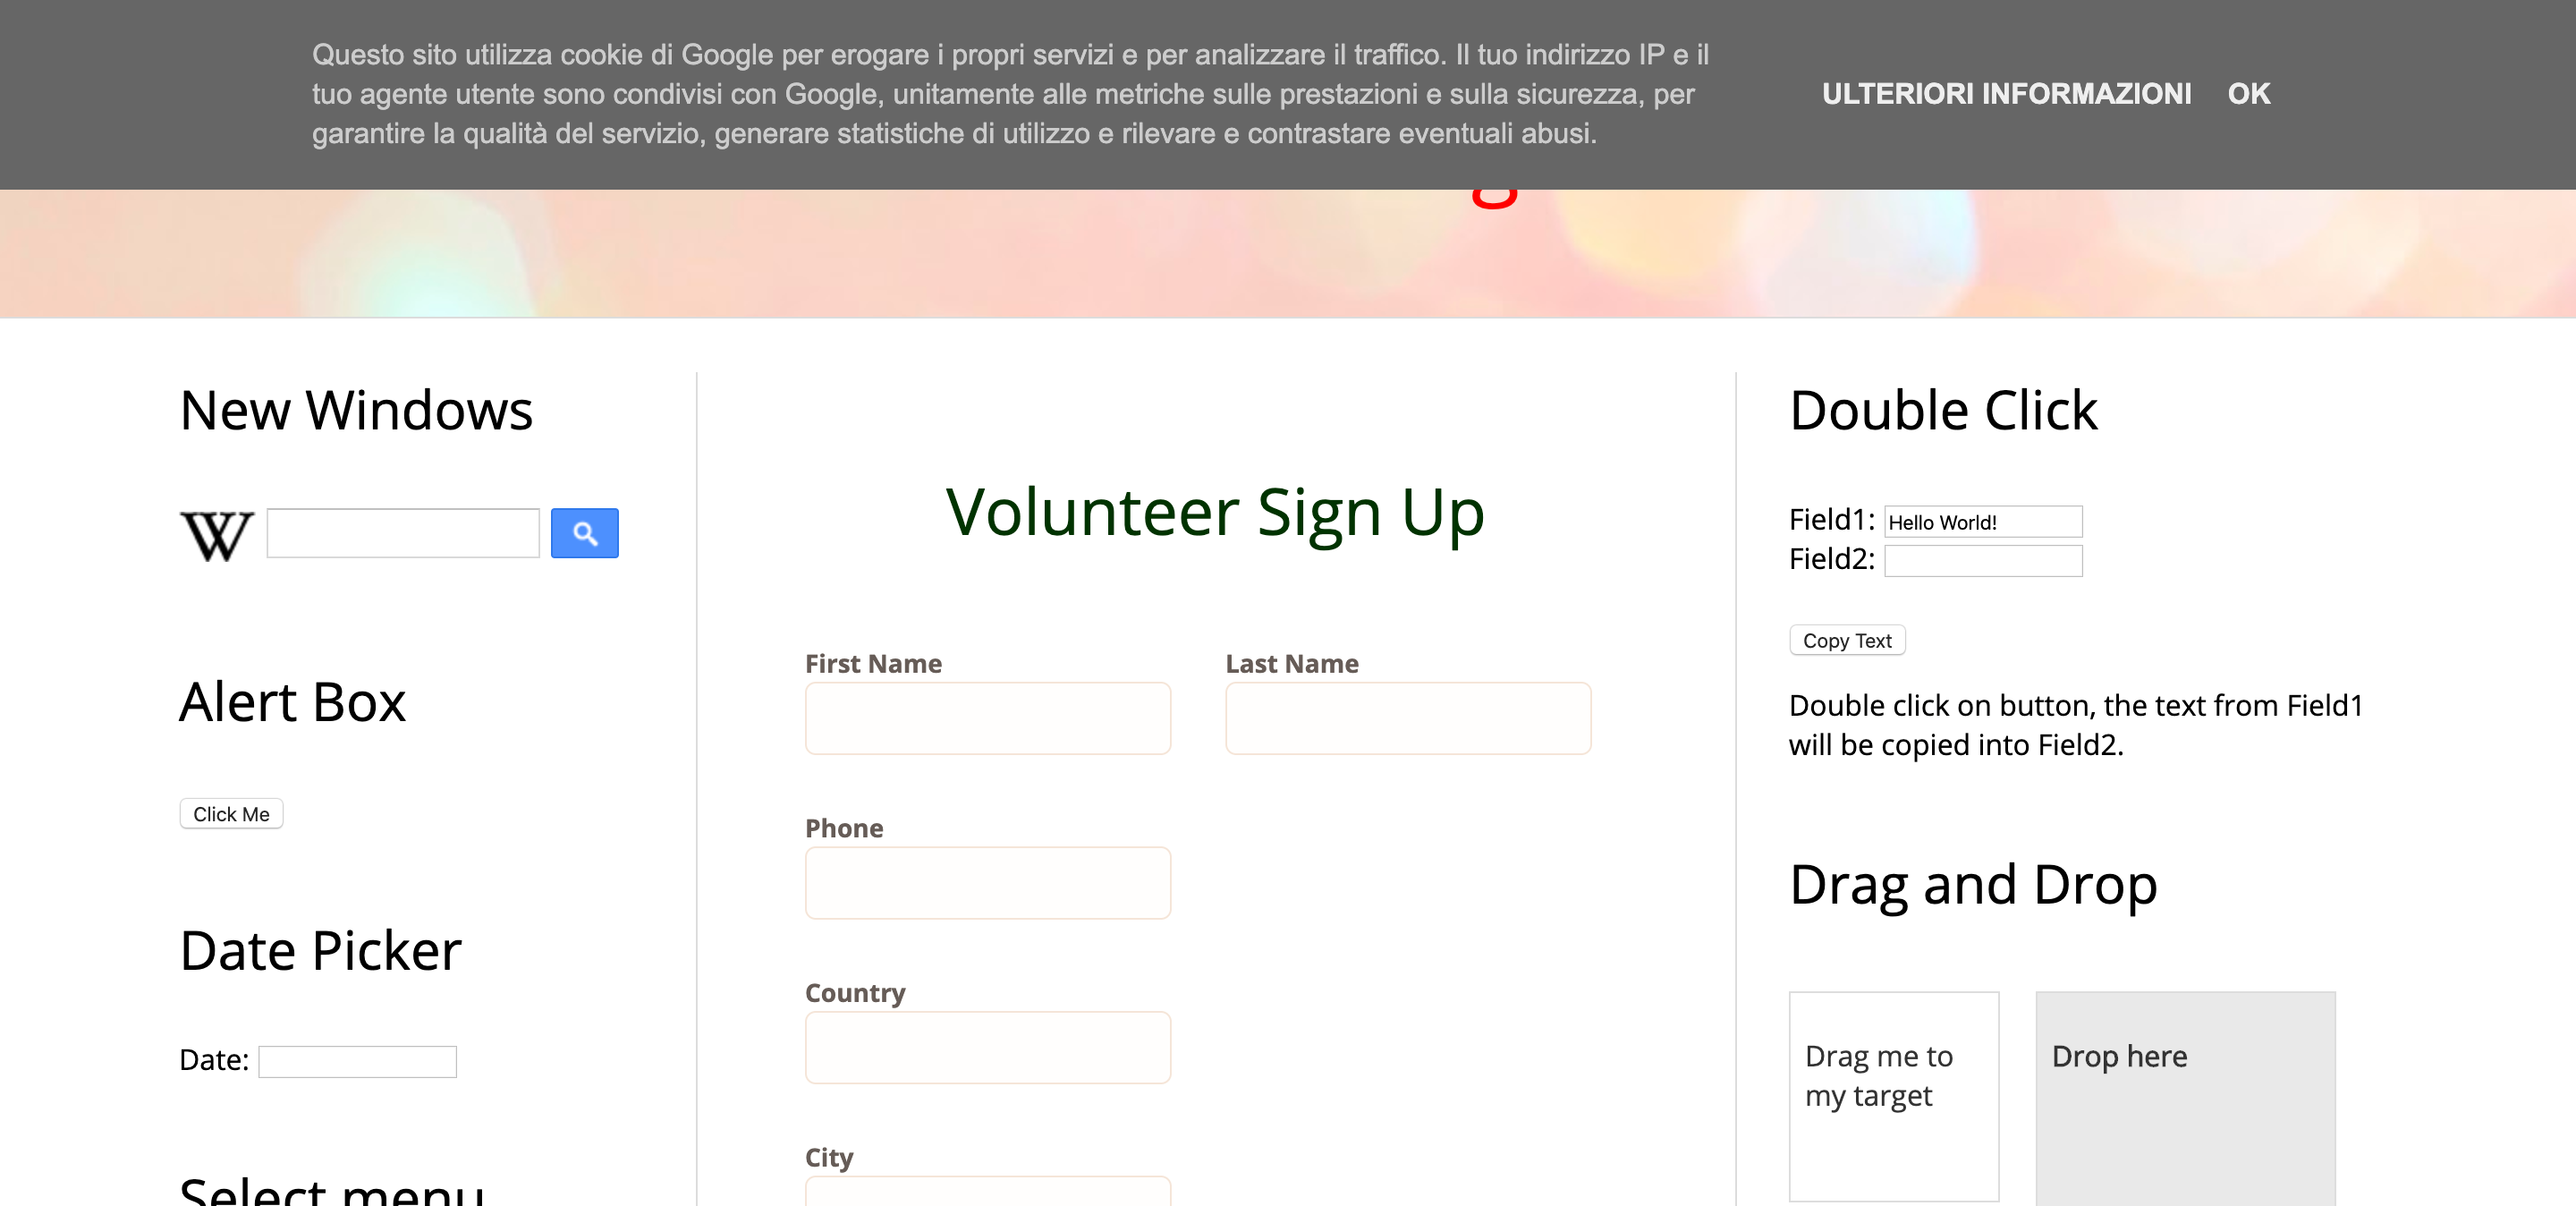 Questo sito utilizza cookie di Google per erogare i propri servizi e per analizzare il traffico. Il tuo indirizzo IP e il
tuo agente utente sono condivisi con Google, unitamente alle metriche sulle prestazioni e sulla sicurezza, per
garantire la qualità del servizio, generare statistiche di utilizzo e rilevare e contrastare eventuali abusi.
ULTERIORI INFORMAZIONI OK
New Windows
W
Alert Box
Click Me
Date Picker
Date:
Select menu
Volunteer Sign Up
First Name
Last Name
Phone
Country
City
Double Click
Field1: Hello World!
Field2:
Copy Text
Double click on button, the text from Field1
will be copied into Field2.
Drag and Drop
Drag me to
my target
Drop here